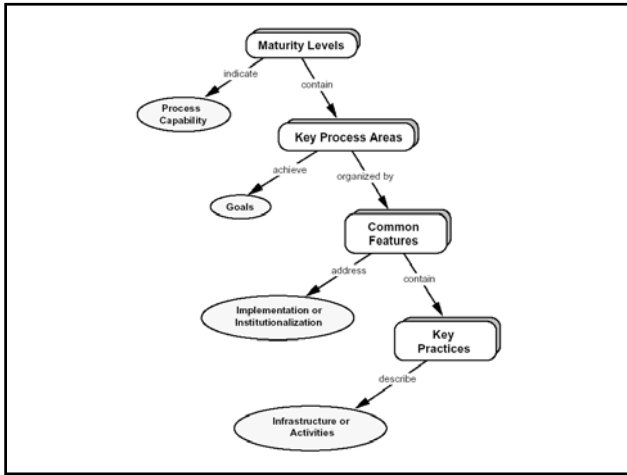 Maturity Levels
indicate
contain
Process
Capability
Key Process Areas
achieve
organized by
Goals
Common
Features
address
contain
Implementation or
Institutionalization
Key
Practices
describe
Infrastructure or
Activities